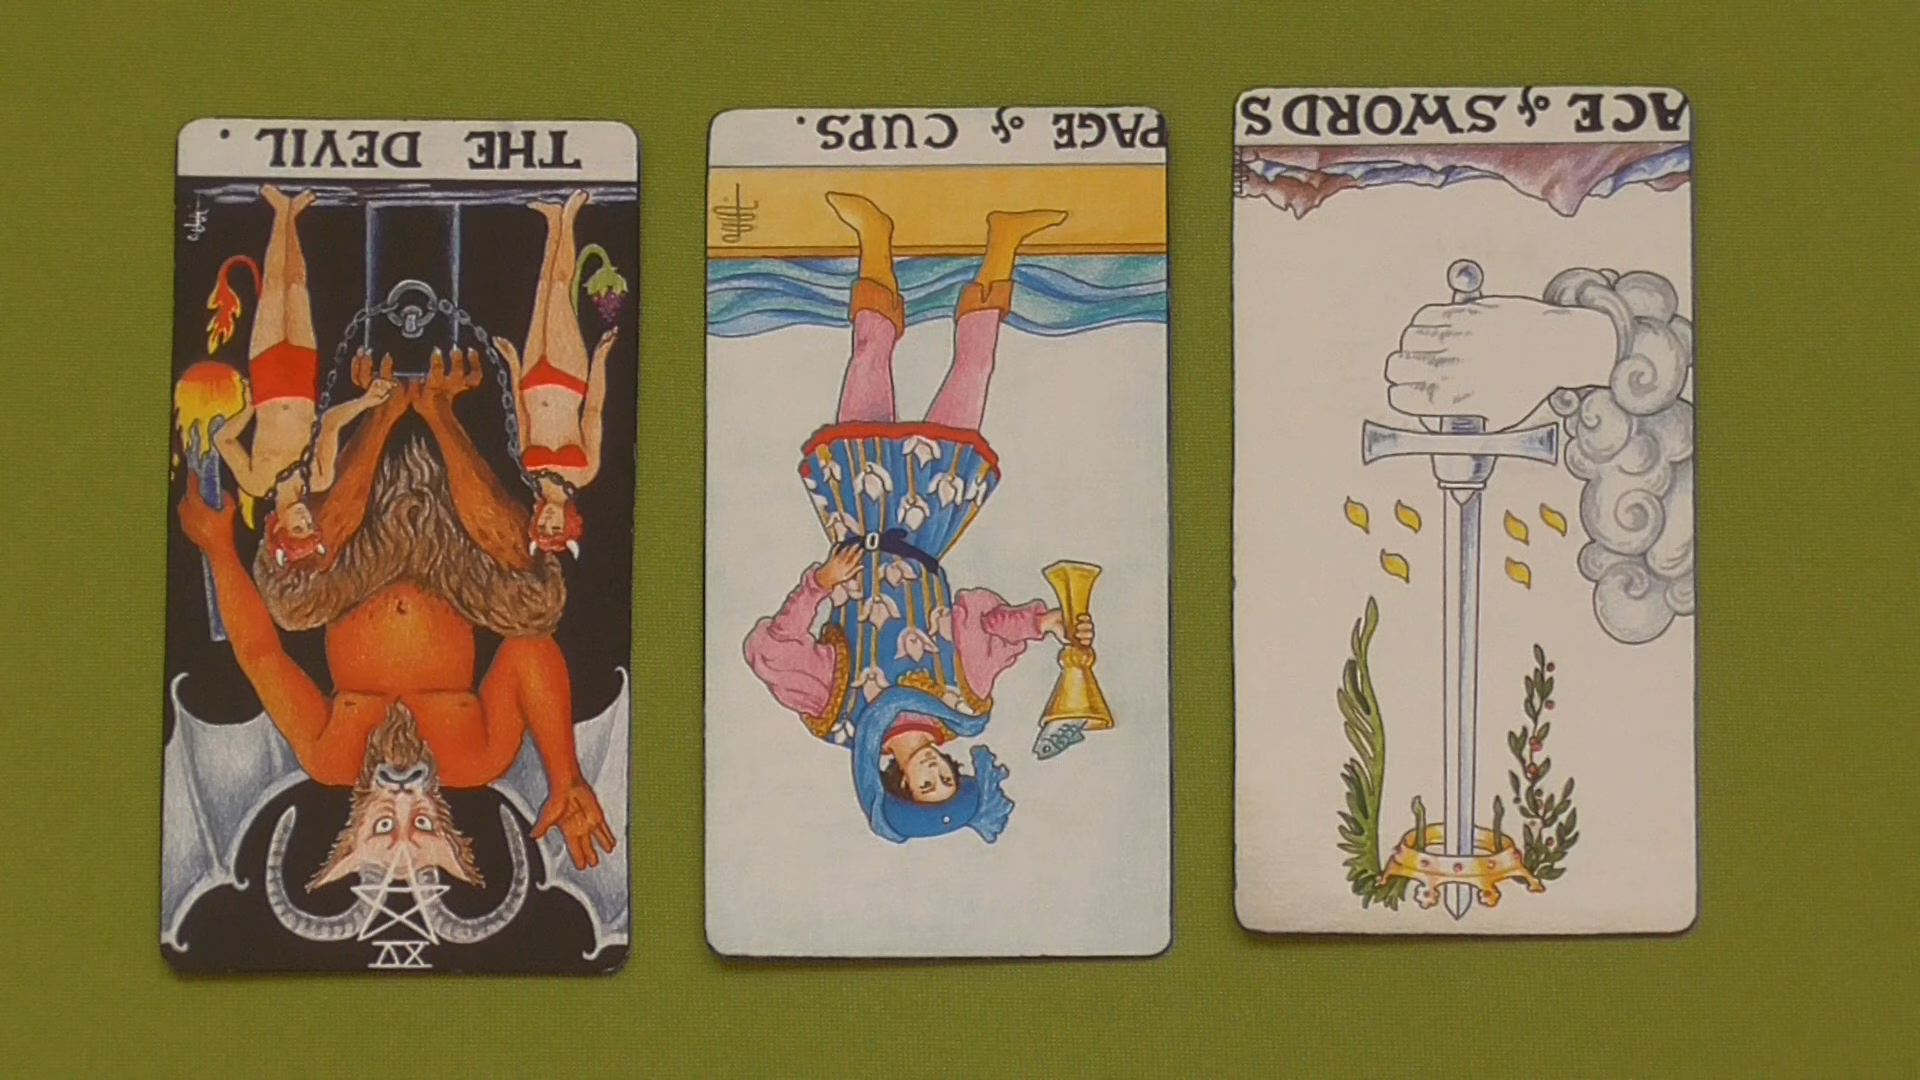 THE DEVIL.
XV
PAGE of CUPS.
ACE of SWORDS